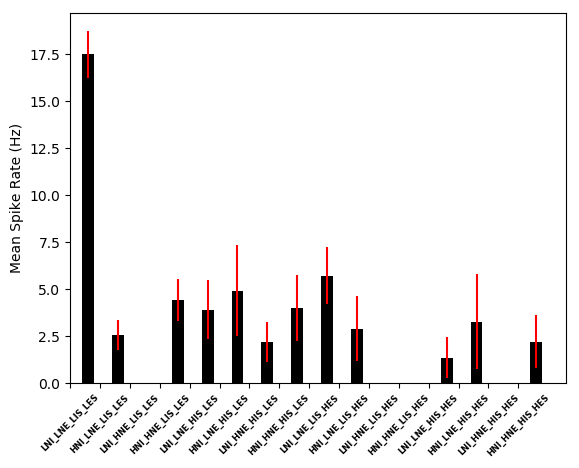 17.5
15.0
12.5
10.0
7.5
5.0
2.5
0.0
Mean Spike Rate (Hz)
LNI_LNE_LIS_LES
HNI_LNE_LIS_LES
LNI_HNE_LIS_LES
HNI_HNE_LIS_LES
LNI_LNE_HIS_LES
HNI_LNE_HIS_LES
LNI_HNE_HIS_LES
HNI_HNE_HIS_LES
LNI_LNE_LIS_HES
HNI_LNE_LIS_HES
LNI_HNE_LIS_HES
HNI_HNE_LIS_HES
LNI_LNE_HIS_HES
HNI_LNE_HIS_HES
LNI_HNE_HIS_HES
HNI_HNE_HIS_HES